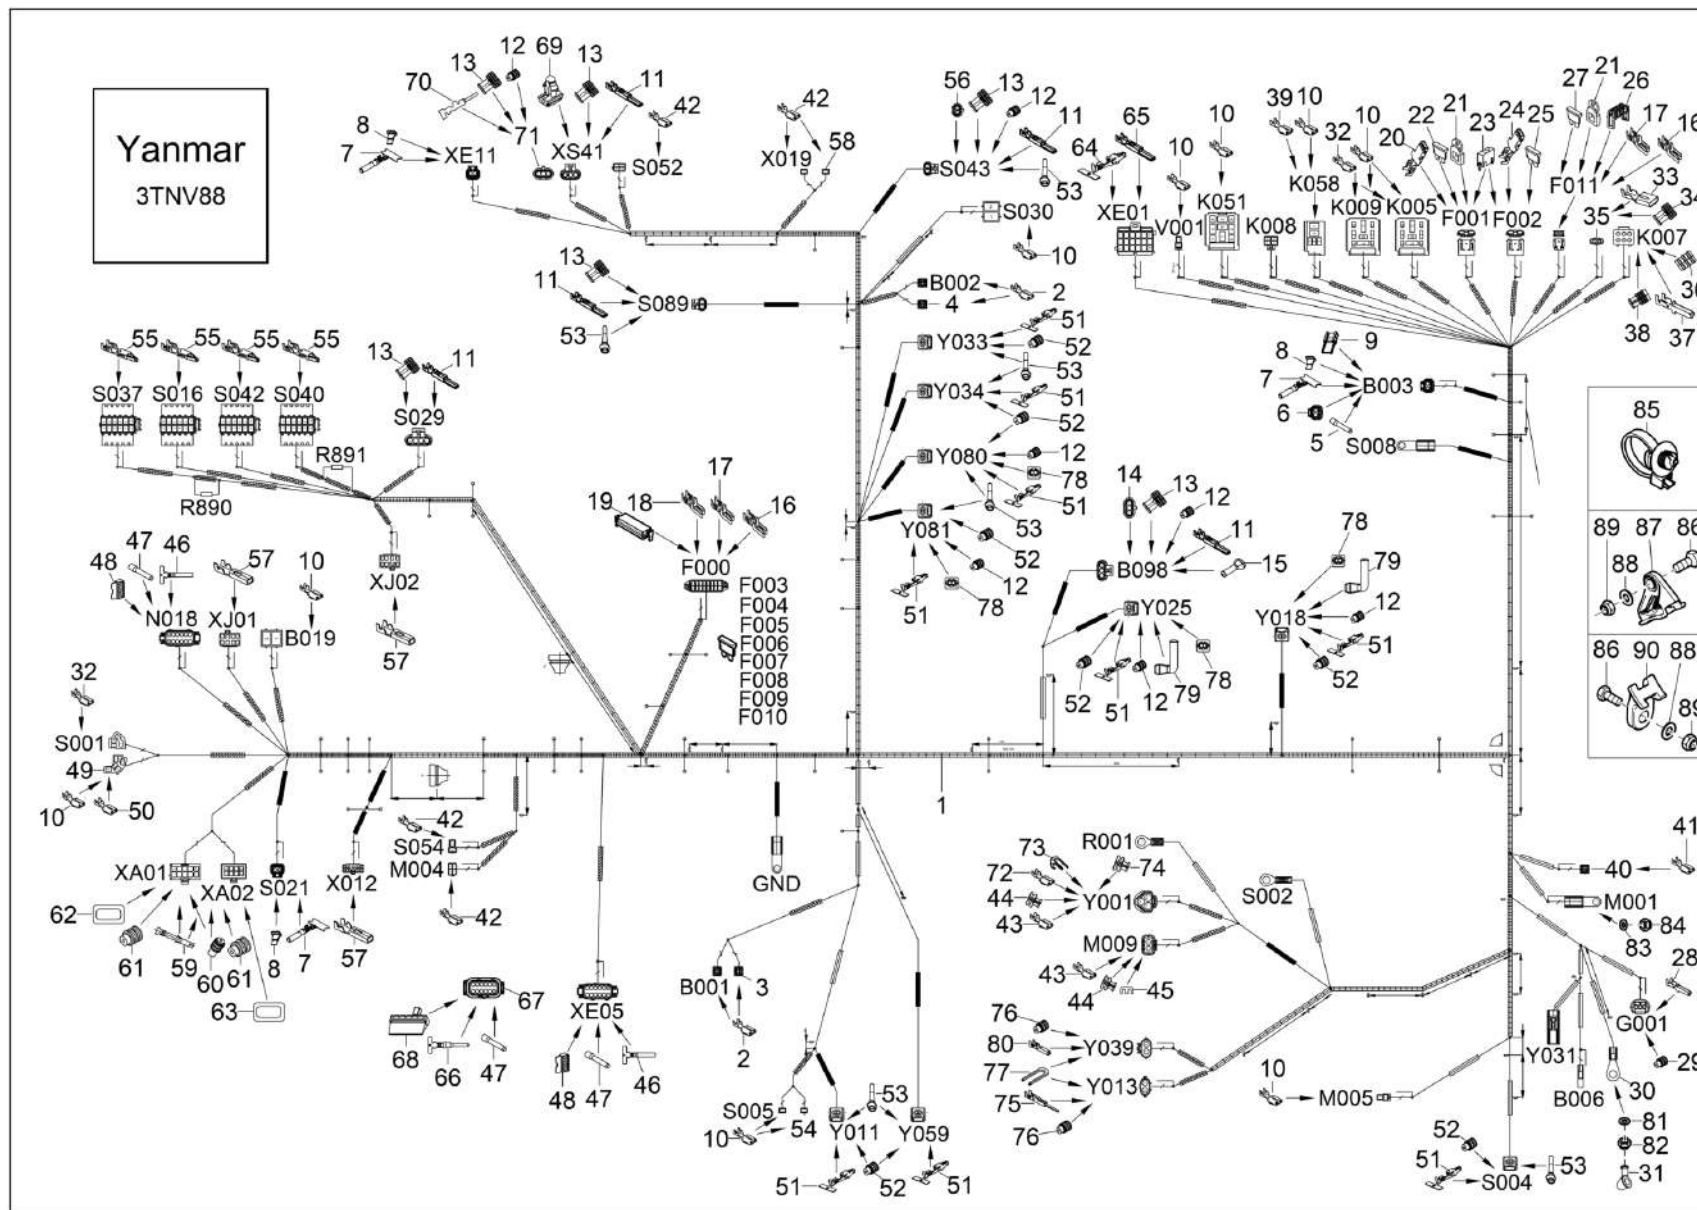 Yanmar
3TNV88
70 13 12 69 13 11 42
8 7 XE11 71 XS41 S052
42 X019 58
56 13 12 11 S043 53
64 65 XE01 10 V001 10 K051 K008
39 10 K058 32 10 K009 K005
20 22 21 23 24 25 F001 F002
27 21 26 17 16 F011 33 34 35 K007 36 38 37
S030 10
13 11 S089 53
B002 4 2
51 Y033 52 53
Y034 51 52
Y080 12 78 51
Y081 53 52 12 78 51
55 55 55 55 13 11
S037 S016 S042 S040 S029
R891
R890
8 9 7 B003 6 5 S008
85
19 18 17 16 F000
F003
F004
F005
F006
F007
F008
F009
F010
14 13 12 11 B098 15
Y025 52 51 12 79 78
78 79 Y018 12 51 52
89 88 87 86
86 90 88 89
48 47 46 57 10
N018 XJ01 B019
XJ02
57
32
S001
49
10 50
1
42 S054 M004 42
XA01 XA02 S021 X012
62 61 59 60 61 63 8 7 57
GND
68 67 66 47
XE05
48 47 46
B001 3 2
S005 10 54 Y011 53 Y059
51 52 51
R001
73 72 74 44 43 Y001
S002
M009 43 44 45
76 80 Y039
77 75 Y013 76
10 M005
41 40
M001 84 83
28 G001 29
Y031 B006 30
81
82
31
52 51 S004 53